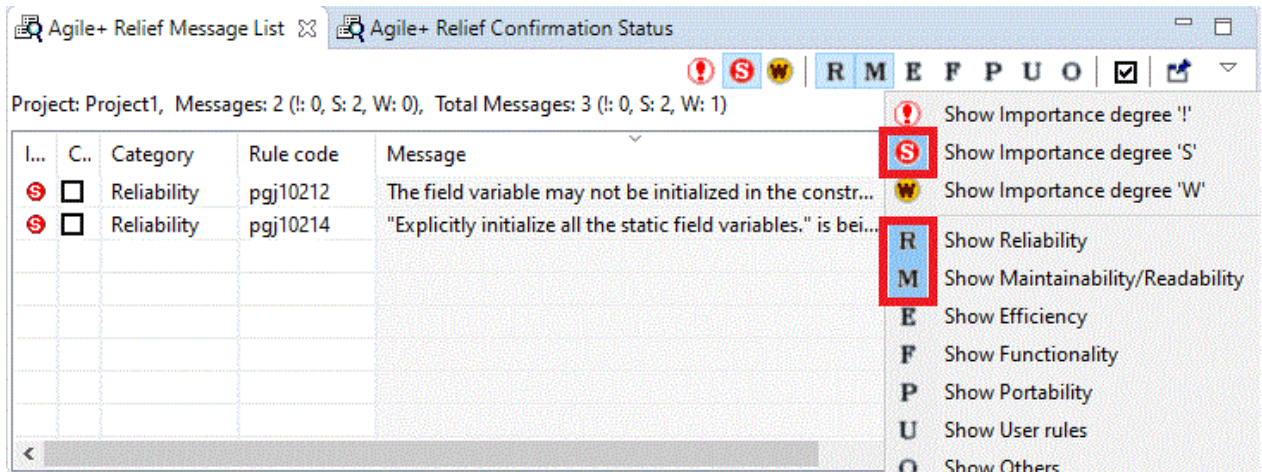 Agile+ Relief Message List Agile+ Relief Confirmation Status
! S W R M E F P U O
Project: Project1, Messages: 2 (!: 0, S: 2, W: 0), Total Messages: 3 (!: 0, S: 2, W: 1)
I... C.. Category Rule code Message
S Reliability pgj10212 The field variable may not be initialized in the constr...
S Reliability pgj10214 "Explicitly initialize all the static field variables." is bei...
! Show Importance degree '!'
S Show Importance degree 'S'
W Show Importance degree 'W'
R Show Reliability
M Show Maintainability/Readability
E Show Efficiency
F Show Functionality
P Show Portability
U Show User rules
O Show Others